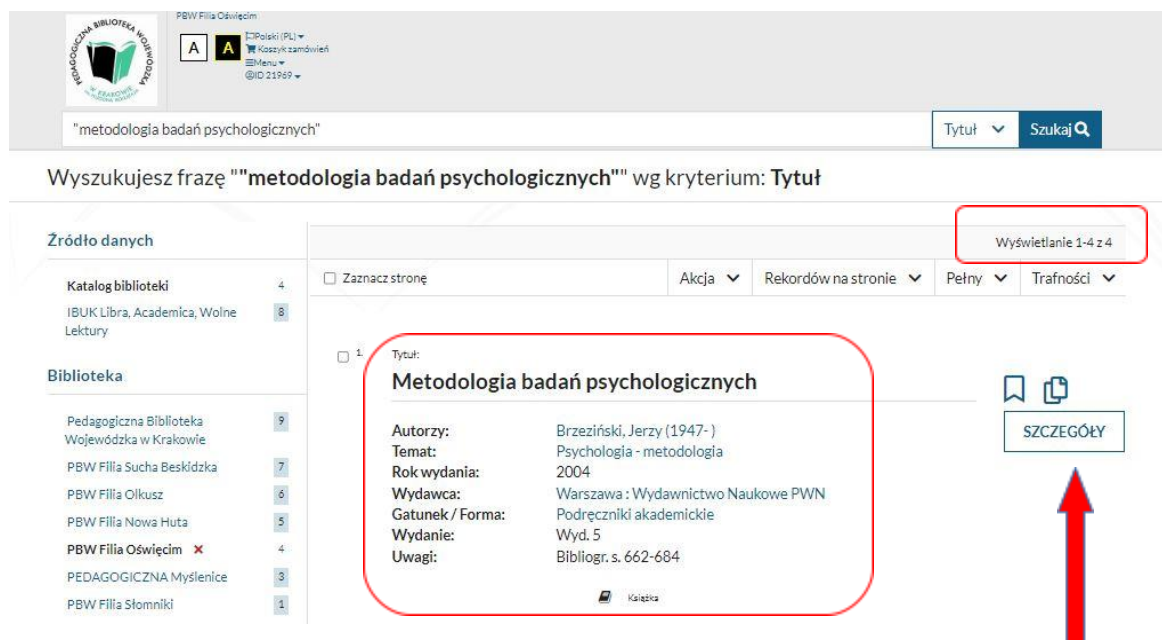 PEDAGOGICZNA BIBLIOTEKA WOJEWÓDZKA
W KRAKOWIE
PBW Filia Oświęcim
A A
Polski (PL)
Koszyk zamówień
Menu
ID 21969
"metodologia badań psychologicznych"
Tytuł
Szukaj
Wyszukujesz frazę ""metodologia badań psychologicznych"" wg kryterium: Tytuł
Źródło danych
Katalog biblioteki 4
IBUK Libra, Academica, Wolne 8
Lektury
Biblioteka
Pedagogiczna Biblioteka 9
Wojewódzka w Krakowie
PBW Filia Sucha Beskidzka 7
PBW Filia Olkusz 6
PBW Filia Nowa Huta 5
PBW Filia Oświęcim × 4
PEDAGOGICZNA Myślenice 3
PBW Filia Słomniki 1
Wyświetlanie 1-4 z 4
Zaznacz stronę
Akcja
Rekordów na stronie
Pełny
Trafności
1.
Tytuł:
Metodologia badań psychologicznych
Autorzy: Brzeziński, Jerzy (1947- )
Temat: Psychologia - metodologia
Rok wydania: 2004
Wydawca: Warszawa : Wydawnictwo Naukowe PWN
Gatunek / Forma: Podręczniki akademickie
Wydanie: Wyd. 5
Uwagi: Bibliogr. s. 662-684
Książka
SZCZEGÓŁY